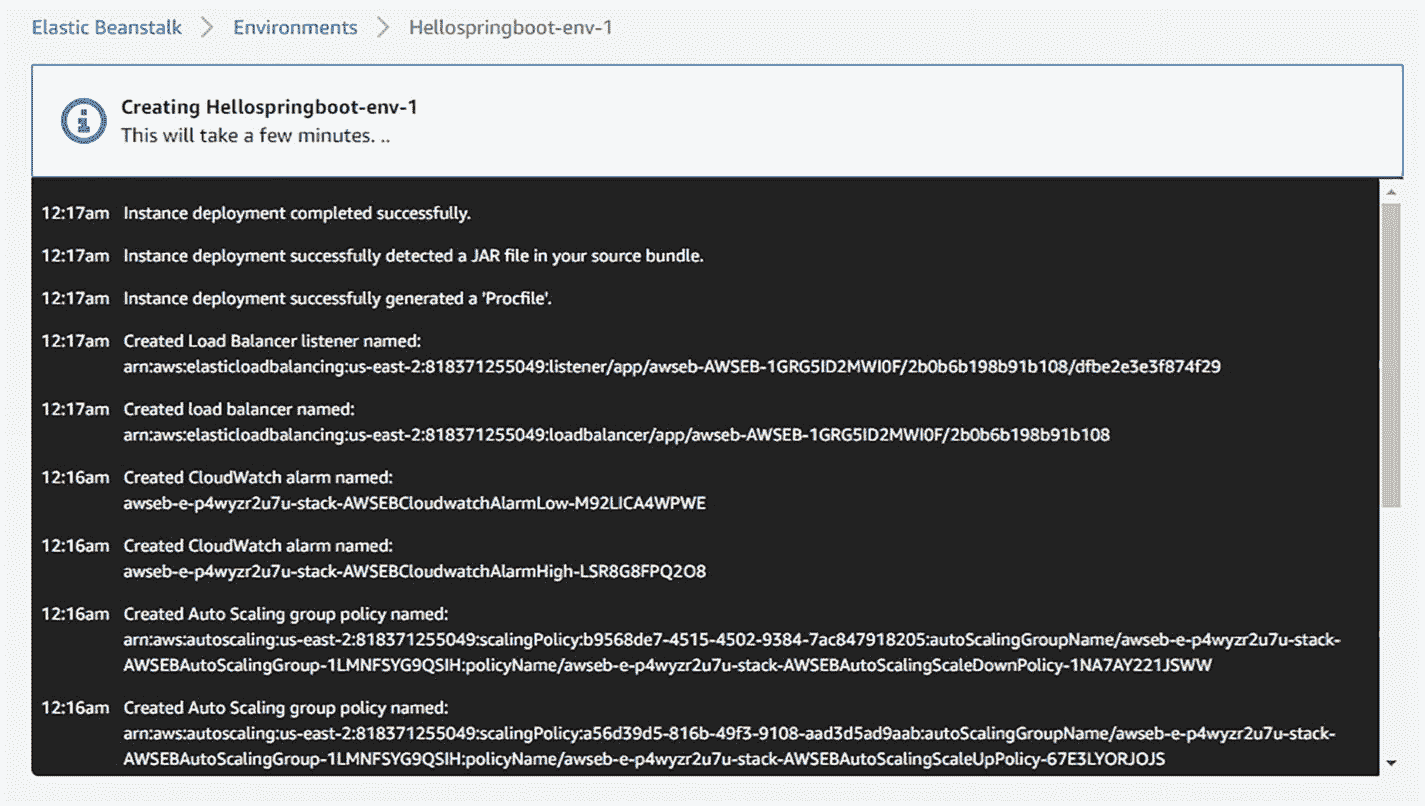 Elastic Beanstalk > Environments > Hellospringboot-env-1
Creating Hellospringboot-env-1
This will take a few minutes. ..
12:17am Instance deployment completed successfully.
12:17am Instance deployment successfully detected a JAR file in your source bundle.
12:17am Instance deployment successfully generated a 'Procfile'.
12:17am Created Load Balancer listener named:
arn:aws:elasticloadbalancing:us-east-2:818371255049:listener/app/awseb-AWSEB-1GRG5ID2MWI0F/2b0b6b198b91b108/dfbe2e3e3f874f29
12:17am Created load balancer named:
arn:aws:elasticloadbalancing:us-east-2:818371255049:loadbalancer/app/awseb-AWSEB-1GRG5ID2MWI0F/2b0b6b198b91b108
12:16am Created CloudWatch alarm named:
awseb-e-p4wyzr2u7u-stack-AWSEBCloudwatchAlarmLow-M92LICA4WPWE
12:16am Created CloudWatch alarm named:
awseb-e-p4wyzr2u7u-stack-AWSEBCloudwatchAlarmHigh-LSR8G8FPQ2O8
12:16am Created Auto Scaling group policy named:
arn:aws:autoscaling:us-east-2:818371255049:scalingPolicy:b9568de7-4515-4502-9384-7ac847918205:autoScalingGroupName/awseb-e-p4wyzr2u7u-stack-
AWSEBAutoScalingGroup-1LMNFSYG9QSIH:policyName/awseb-e-p4wyzr2u7u-stack-AWSEBAutoScalingScaleDownPolicy-1NA7AY221JSWW
12:16am Created Auto Scaling group policy named:
arn:aws:autoscaling:us-east-2:818371255049:scalingPolicy:a56d39d5-816b-49f3-9108-aad3d5ad9aab:autoScalingGroupName/awseb-e-p4wyzr2u7u-stack-
AWSEBAutoScalingGroup-1LMNFSYG9QSIH:policyName/awseb-e-p4wyzr2u7u-stack-AWSEBAutoScalingScaleUpPolicy-67E3LYORJOJS